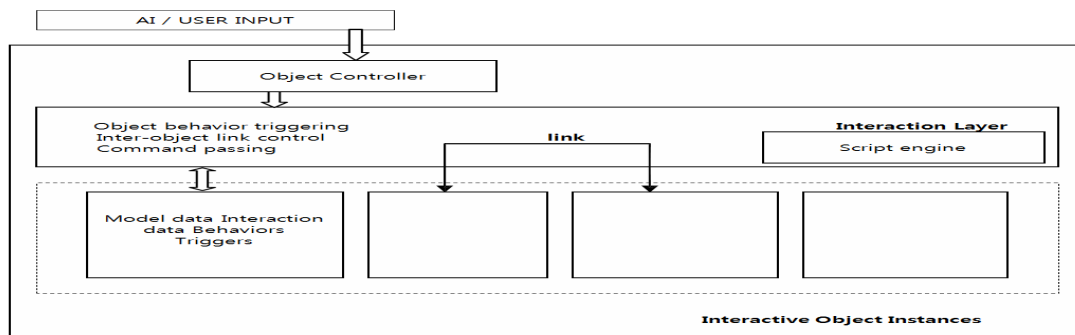 AI / USER INPUT
Object Controller
Object behavior triggering
Inter-object link control
Command passing
link
Interaction Layer
Script engine
Model data Interaction
data Behaviors
Triggers
Interactive Object Instances